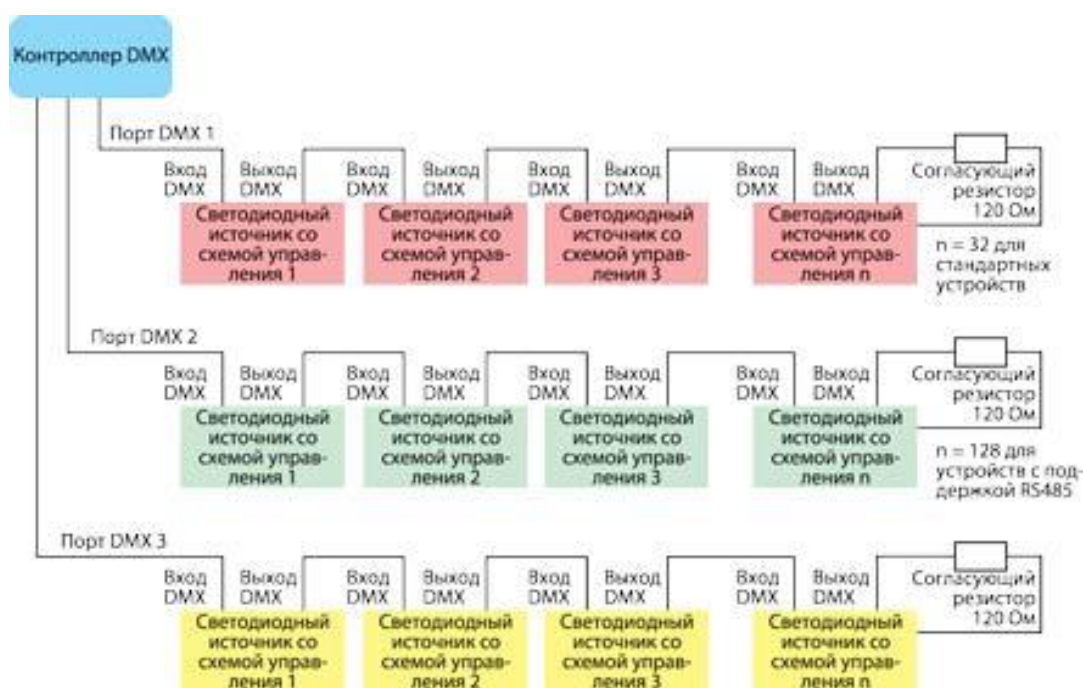 Контроллер DMX
Порт DMX 1
Вход DMX
Выход DMX
Вход DMX
Выход DMX
Вход DMX
Выход DMX
Вход DMX
Выход DMX
Согласующий
резистор
120 Ом
Светодиодный
источник со
схемой управ-
ления 1
Светодиодный
источник со
схемой управ-
ления 2
Светодиодный
источник со
схемой управ-
ления 3
Светодиодный
источник со
схемой управ-
ления n
n = 32 для
стандартных
устройств
Порт DMX 2
Вход DMX
Выход DMX
Вход DMX
Выход DMX
Вход DMX
Выход DMX
Вход DMX
Выход DMX
Согласующий
резистор
120 Ом
Светодиодный
источник со
схемой управ-
ления 1
Светодиодный
источник со
схемой управ-
ления 2
Светодиодный
источник со
схемой управ-
ления 3
Светодиодный
источник со
схемой управ-
ления n
n = 128 для
устройств с под-
держкой RS485
Порт DMX 3
Вход DMX
Выход DMX
Вход DMX
Выход DMX
Вход DMX
Выход DMX
Вход DMX
Выход DMX
Согласующий
резистор
120 Ом
Светодиодный
источник со
схемой управ-
ления 1
Светодиодный
источник со
схемой управ-
ления 2
Светодиодный
источник со
схемой управ-
ления 3
Светодиодный
источник со
схемой управ-
ления n